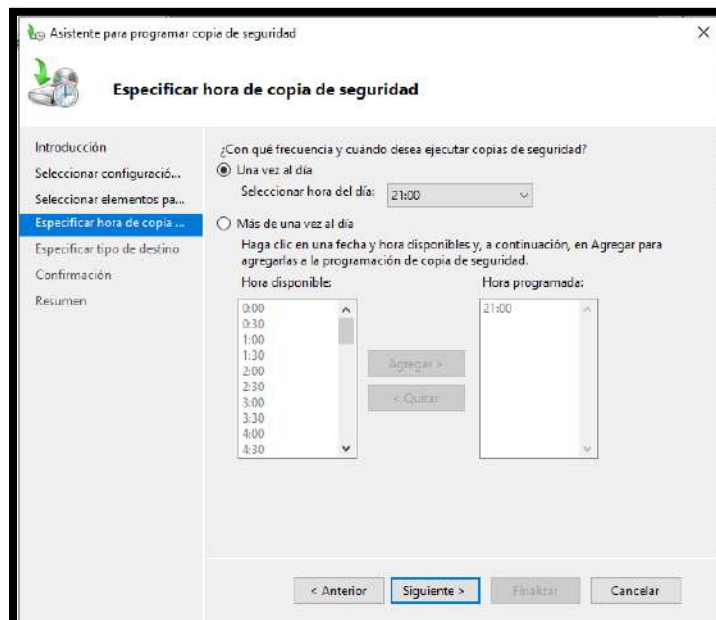 Asistente para programar copia de seguridad
Especificar hora de copia de seguridad
Introducción
Seleccionar configuració...
Seleccionar elementos pa...
Especificar hora de copia ...
Especificar tipo de destino
Confirmación
Resumen
¿Con qué frecuencia y cuándo desea ejecutar copias de seguridad?
Una vez al día
Seleccionar hora del día: 21:00
Más de una vez al día
Haga clic en una fecha y hora disponibles y, a continuación, en Agregar para
agregarlas a la programación de copia de seguridad.
Hora disponible:
0:00
0:30
1:00
1:30
2:00
2:30
3:00
3:30
4:00
4:30
Agregar >
< Quitar
Hora programada:
21:00
< Anterior
Siguiente >
Finalizar
Cancelar